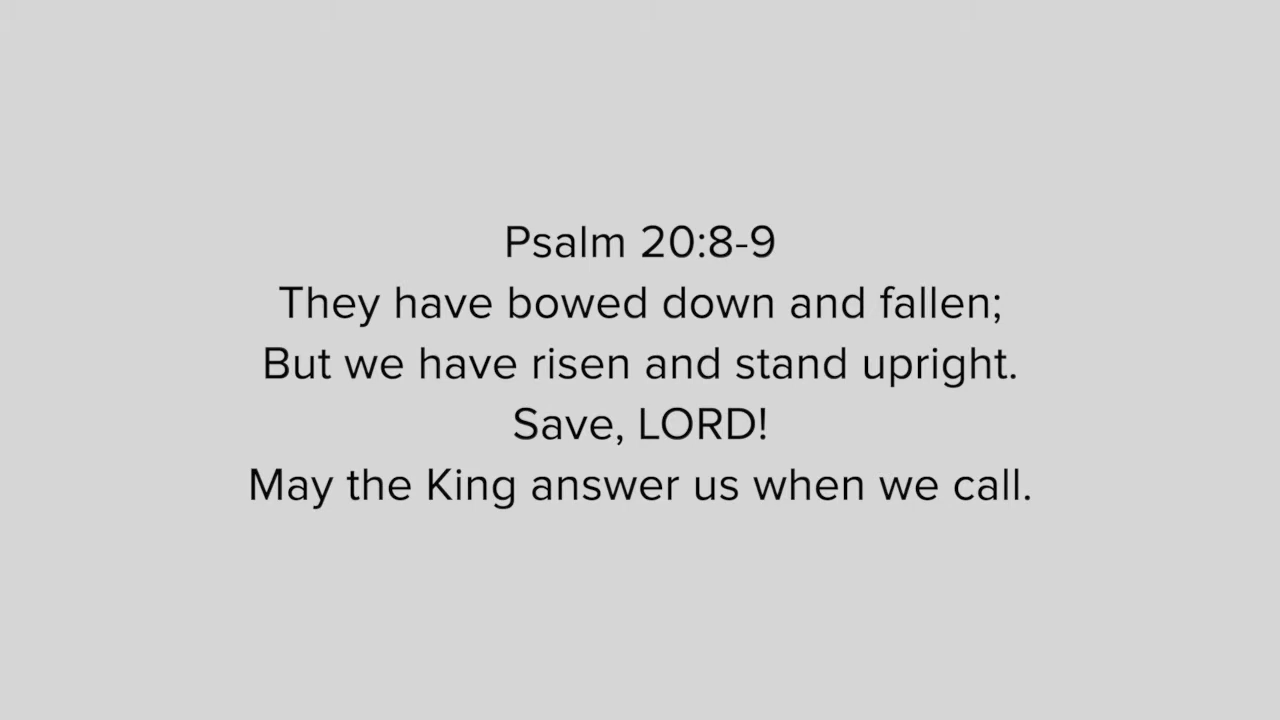 Psalm 20:8-9
They have bowed down and fallen;
But we have risen and stand upright.
Save, LORD!
May the King answer us when we call.